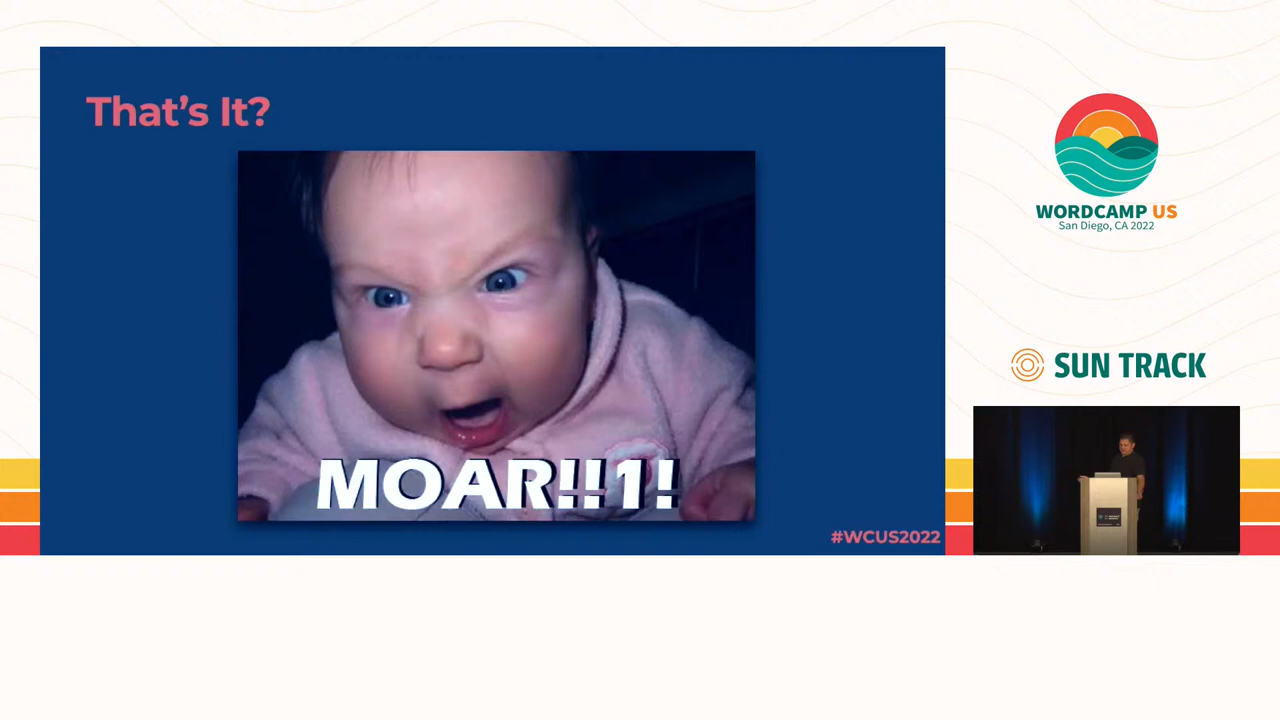 That's It?
MOAR!!1!
#WCUS2022
WORDCAMP US
San Diego, CA 2022
SUN TRACK